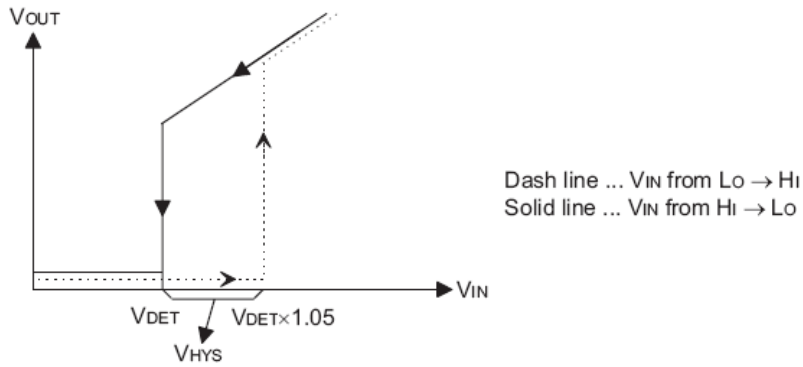 VOUT
Dash line ... VIN from LO → HI
Solid line ... VIN from HI → LO
VIN
VDET
VDET×1.05
VHYS